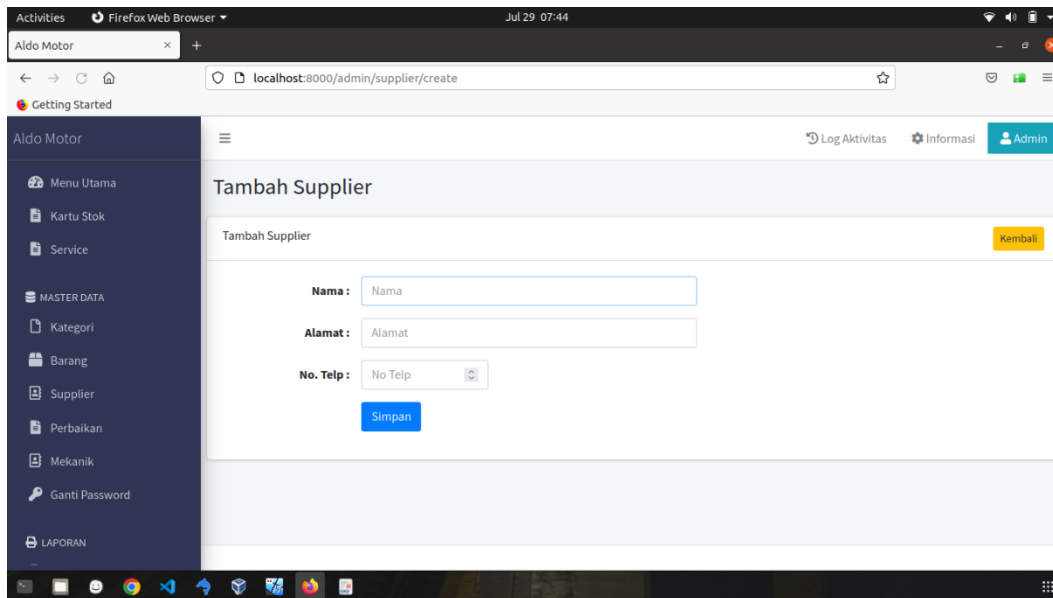 Activities Firefox Web Browser Jul 29 07:44
Aldo Motor
localhost:8000/admin/supplier/create
Getting Started
Aldo Motor
Log Aktivitas Informasi Admin
Menu Utama
Kartu Stok
Service
MASTER DATA
Kategori
Barang
Supplier
Perbaikan
Mekanik
Ganti Password
LAPORAN
Tambah Supplier
Tambah Supplier Kembali
Nama : Nama
Alamat : Alamat
No. Telp : No Telp
Simpan